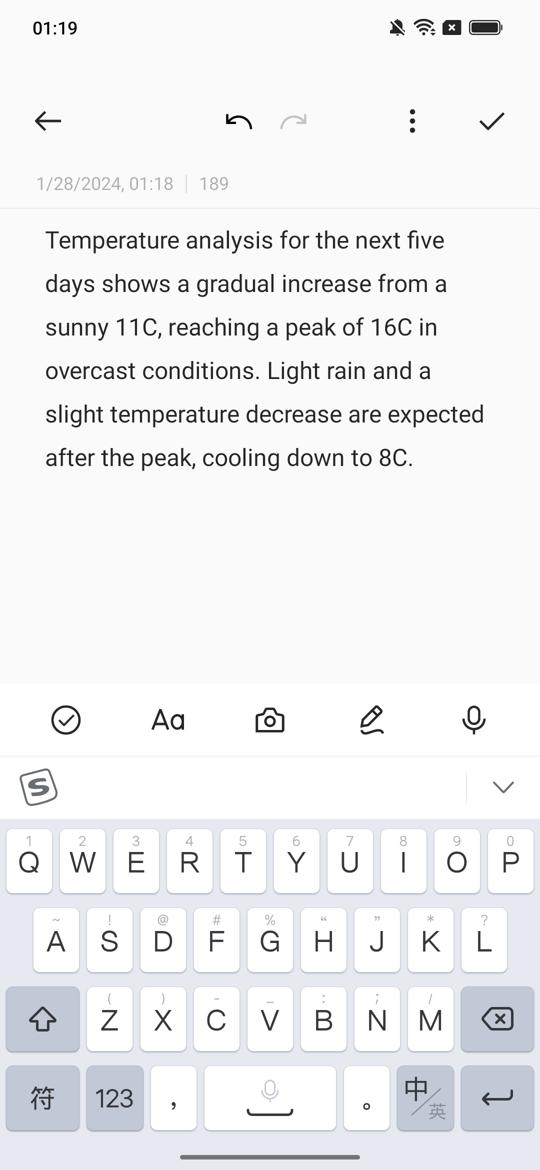 01:19
1/28/2024, 01:18 | 189
Temperature analysis for the next five
days shows a gradual increase from a
sunny 11C, reaching a peak of 16C in
overcast conditions. Light rain and a
slight temperature decrease are expected
after the peak, cooling down to 8C.
Aa
S
1 2 3 4 5 6 7 8 9 0
Q W E R T Y U I O P
~ ! @ # % “ ” * ?
A S D F G H J K L
( ) - _ : ; /
Z X C V B N M
符 123 , 。 中/英